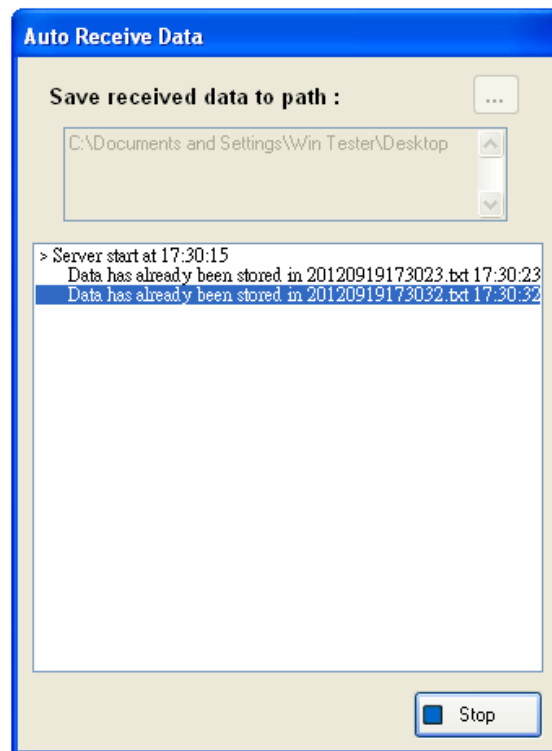 Auto Receive Data
Save received data to path :
...
C:\Documents and Settings\Win Tester\Desktop
> Server start at 17:30:15
Data has already been stored in 20120919173023.txt 17:30:23
Data has already been stored in 20120919173032.txt 17:30:32
Stop